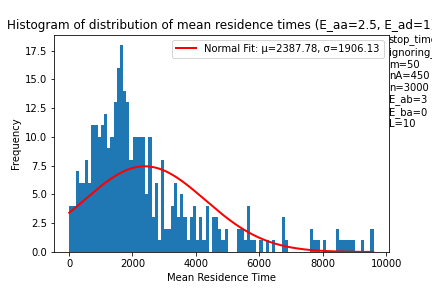 Histogram of distribution of mean residence times (E_aa=2.5, E_ad=1
stop_time
ignoring_
m=50
nA=450
n=3000
E_ab=3
E_ba=0
L=10
Normal Fit: μ=2387.78, σ=1906.13
Frequency
17.5
15.0
12.5
10.0
7.5
5.0
2.5
0.0
0 2000 4000 6000 8000 10000
Mean Residence Time